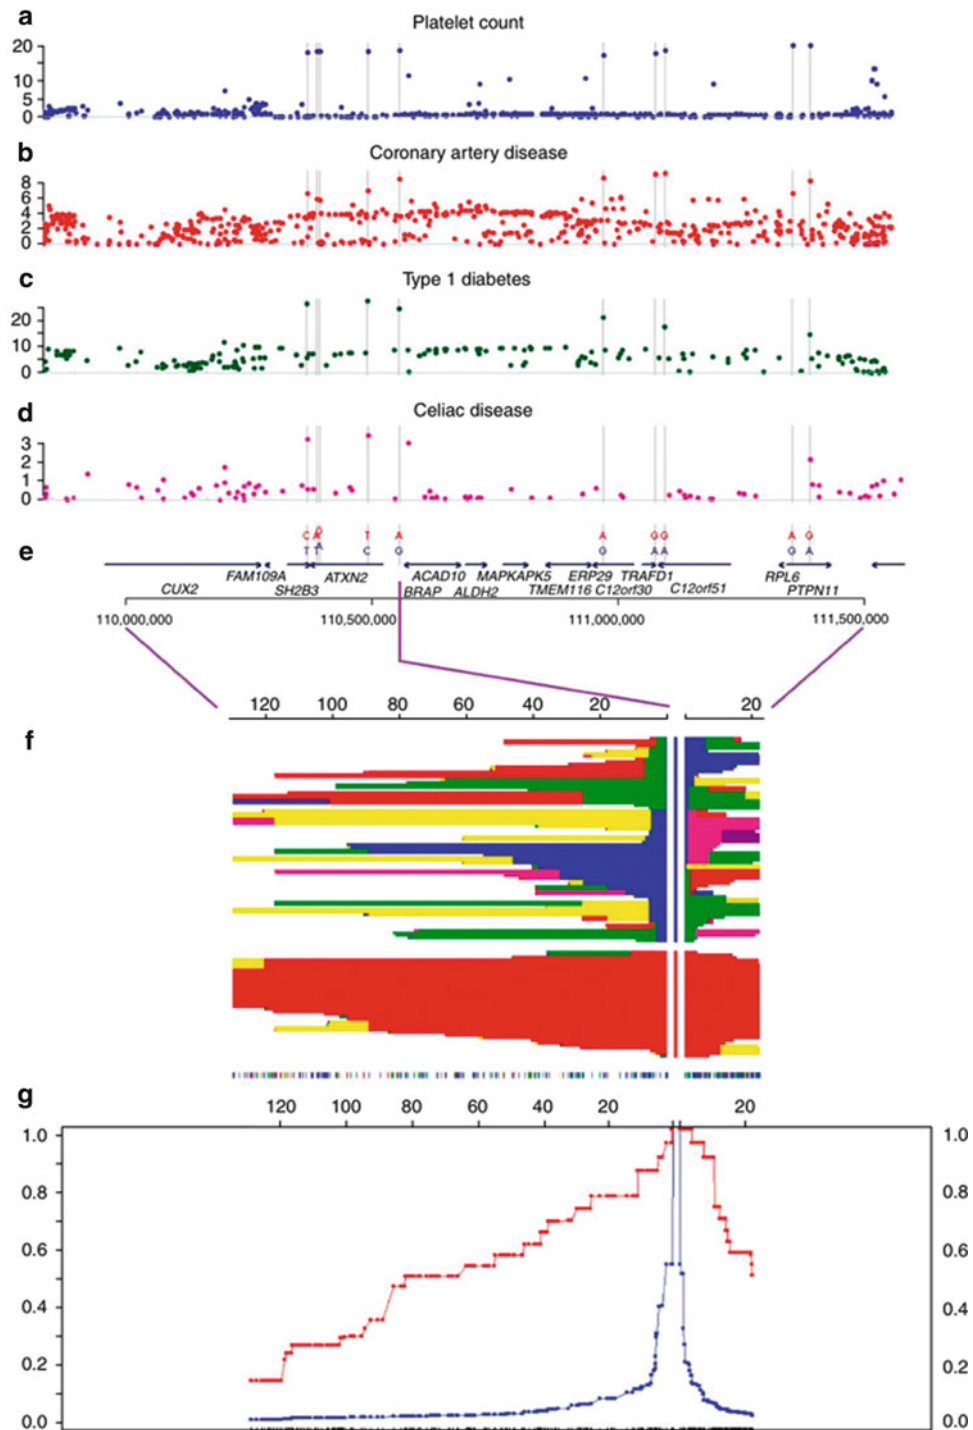 a
Platelet count
20
10
5
0
b
Coronary artery disease
8
6
4
2
0
c
Type 1 diabetes
20
10
0
d
Celiac disease
3
2
1
0
C A T A A G G A G
T T A C G G A A G A
e
FAM109A ATXN2 ACAD10 MAPKAPK5 ERP29 TRAFD1 RPL6
CUX2 SH2B3 BRAP ALDH2 TMEM116 C12orf30 C12orf51 PTPN11
110,000,000 110,500,000 111,000,000 111,500,000
120 100 80 60 40 20 20
f
g
120 100 80 60 40 20 20
1.0 1.0
0.8 0.8
0.6 0.6
0.4 0.4
0.2 0.2
0.0 0.0